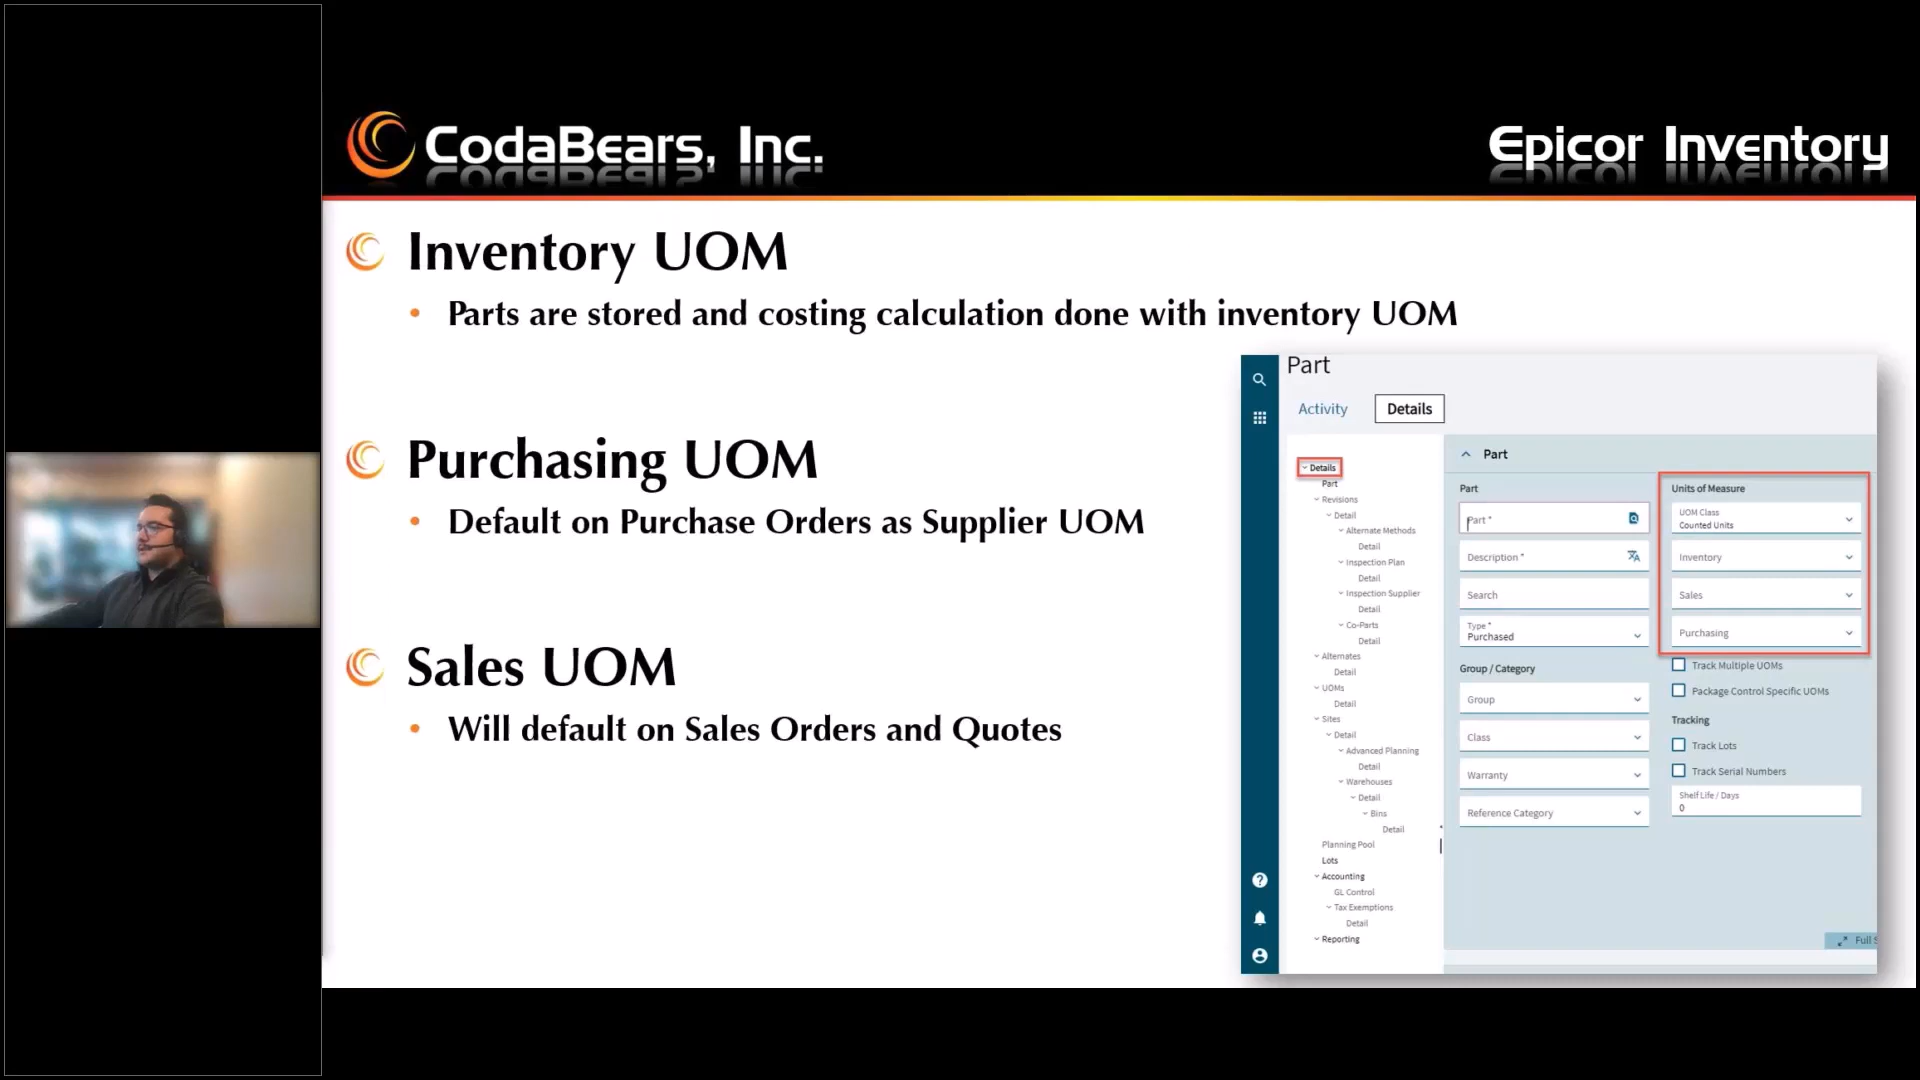 CodaBears, Inc.
Epicor Inventory
Inventory UOM
• Parts are stored and costing calculation done with inventory UOM
Purchasing UOM
• Default on Purchase Orders as Supplier UOM
Sales UOM
• Will default on Sales Orders and Quotes
Part
Activity
Details
Details
Part
Revisions
Detail
Alternate Methods
Detail
Inspection Plan
Detail
Inspection Supplier
Detail
Co-Parts
Detail
Alternates
Detail
UOMs
Detail
Sites
Detail
Advanced Planning
Detail
Warehouses
Detail
Bins
Detail
Planning Pool
Lots
Accounting
GL Control
Tax Exemptions
Detail
Reporting
Part
Part
Part *
Description *
Search
Type *
Purchased
Group / Category
Group
Class
Warranty
Reference Category
Units of Measure
UOM Class
Counted Units
Inventory
Sales
Purchasing
Track Multiple UOMs
Package Control Specific UOMs
Tracking
Track Lots
Track Serial Numbers
Shelf Life / Days
0
Full S